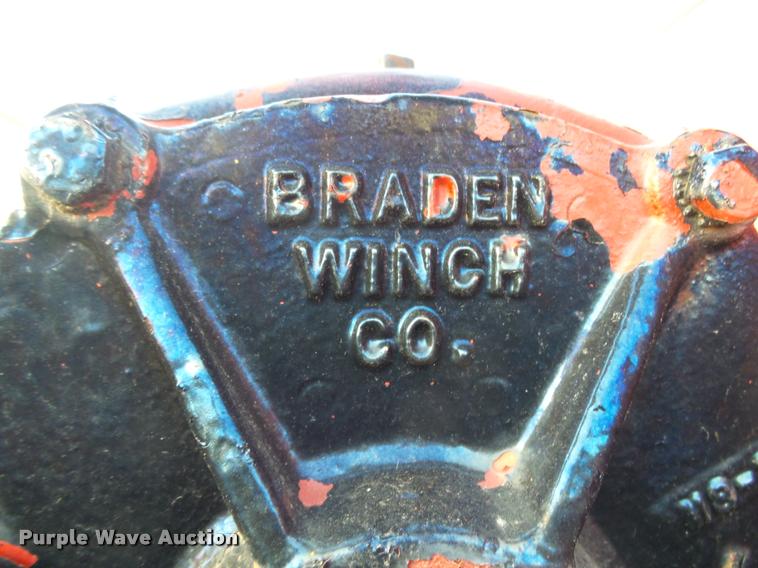 BRADEN
WINCH
CO.
Purple Wave Auction